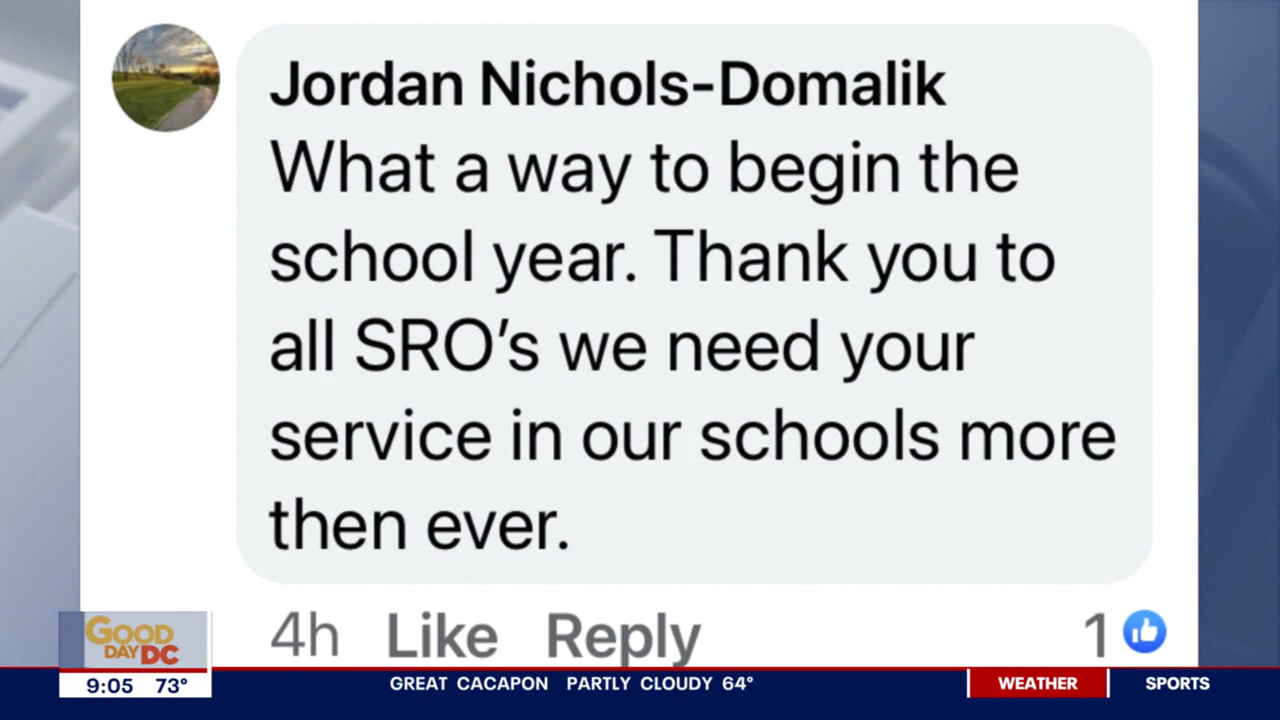 Jordan Nichols-Domalik
What a way to begin the
school year. Thank you to
all SRO's we need your
service in our schools more
then ever.
4h Like Reply 1
GOOD
DAY DC
9:05 73°
GREAT CACAPON PARTLY CLOUDY 64°
WEATHER
SPORTS